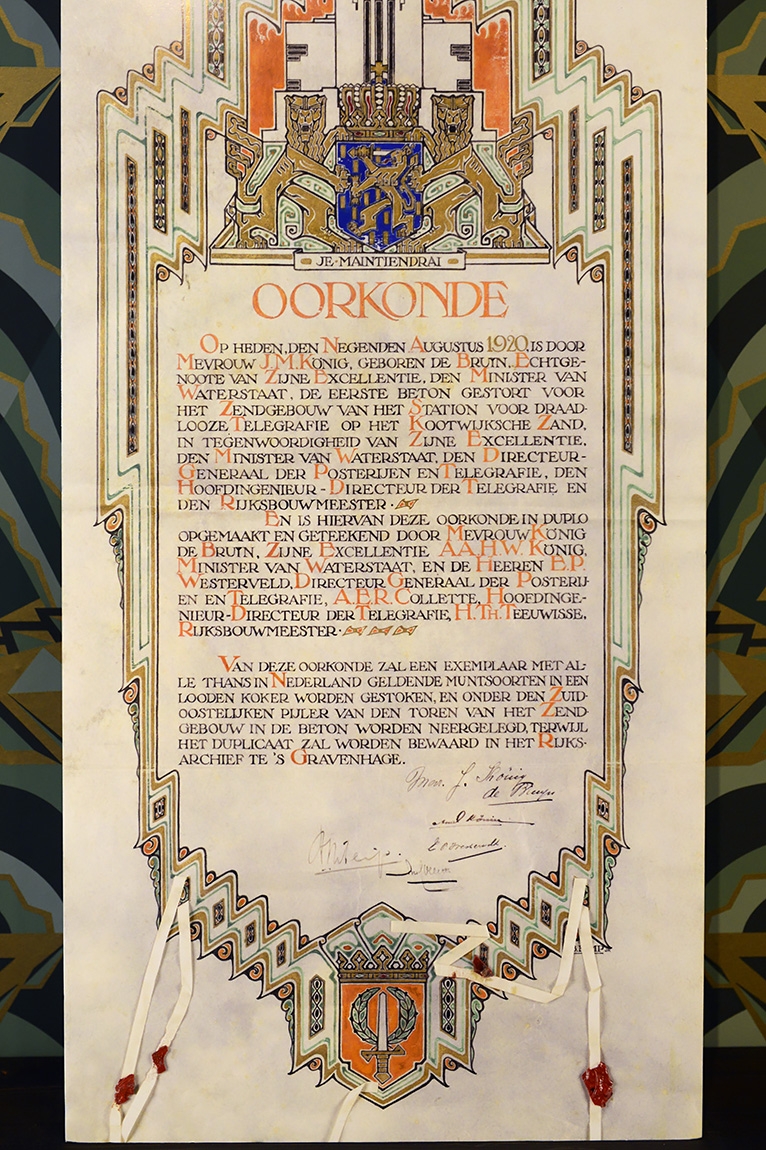 JE·MAINTIENDRAI
OORKONDE
OP HEDEN, DEN NEGENDEN AUGUSTUS 1920, IS DOOR
MEVROUW J.M. KÖNIG, GEBOREN DE BRUIN, ECHTGE-
NOOTE VAN ZIJNE EXCELLENTIE, DEN MINISTER VAN
WATERSTAAT, DE EERSTE BETON GESTORT VOOR
HET ZENDGEBOUW VAN HET STATION VOOR DRAAD-
LOOZE TELEGRAFIE OP HET KOOTWIJKSCHE ZAND,
IN TEGENWOORDIGHEID VAN ZIJNE EXCELLENTIE,
DEN MINISTER VAN WATERSTAAT, DEN DIRECTEUR-
GENERAAL DER POSTERIJEN EN TELEGRAFIE, DEN
HOOFDINGENIEUR-DIRECTEUR DER TELEGRAFIE EN
DEN RIJKSBOUWMEESTER·
EN IS HIERVAN DEZE OORKONDE IN DUPLO
OPGEMAAKT EN GETEEKEND DOOR MEVROUW KÖNIG
DE BRUIN, ZIJNE EXCELLENTIE A.A.H.W. KÖNIG,
MINISTER VAN WATERSTAAT, EN DE HEEREN E.P.
WESTERVELD, DIRECTEUR GENERAAL DER POSTERIJ-
EN EN TELEGRAFIE, A.E.R. COLLETTE, HOOFDINGE-
NIEUR-DIRECTEUR DER TELEGRAFIE, H.TH. TEEUWISSE,
RIJKSBOUWMEESTER·
VAN DEZE OORKONDE ZAL EEN EXEMPLAAR MET AL-
LE THANS IN NEDERLAND GELDENDE MUNTSOORTEN IN EEN
LOODEN KOKER WORDEN GESTOKEN, EN ONDER DEN ZUID-
OOSTELIJKEN PIJLER VAN DEN TOREN VAN HET ZEND
GEBOUW IN DE BETON WORDEN NEERGELEGD, TERWIJL
HET DUPLICAAT ZAL WORDEN BEWAARD IN HET RIJKS-
ARCHIEF TE 'S GRAVENHAGE.
J. König
de Bruyn
König